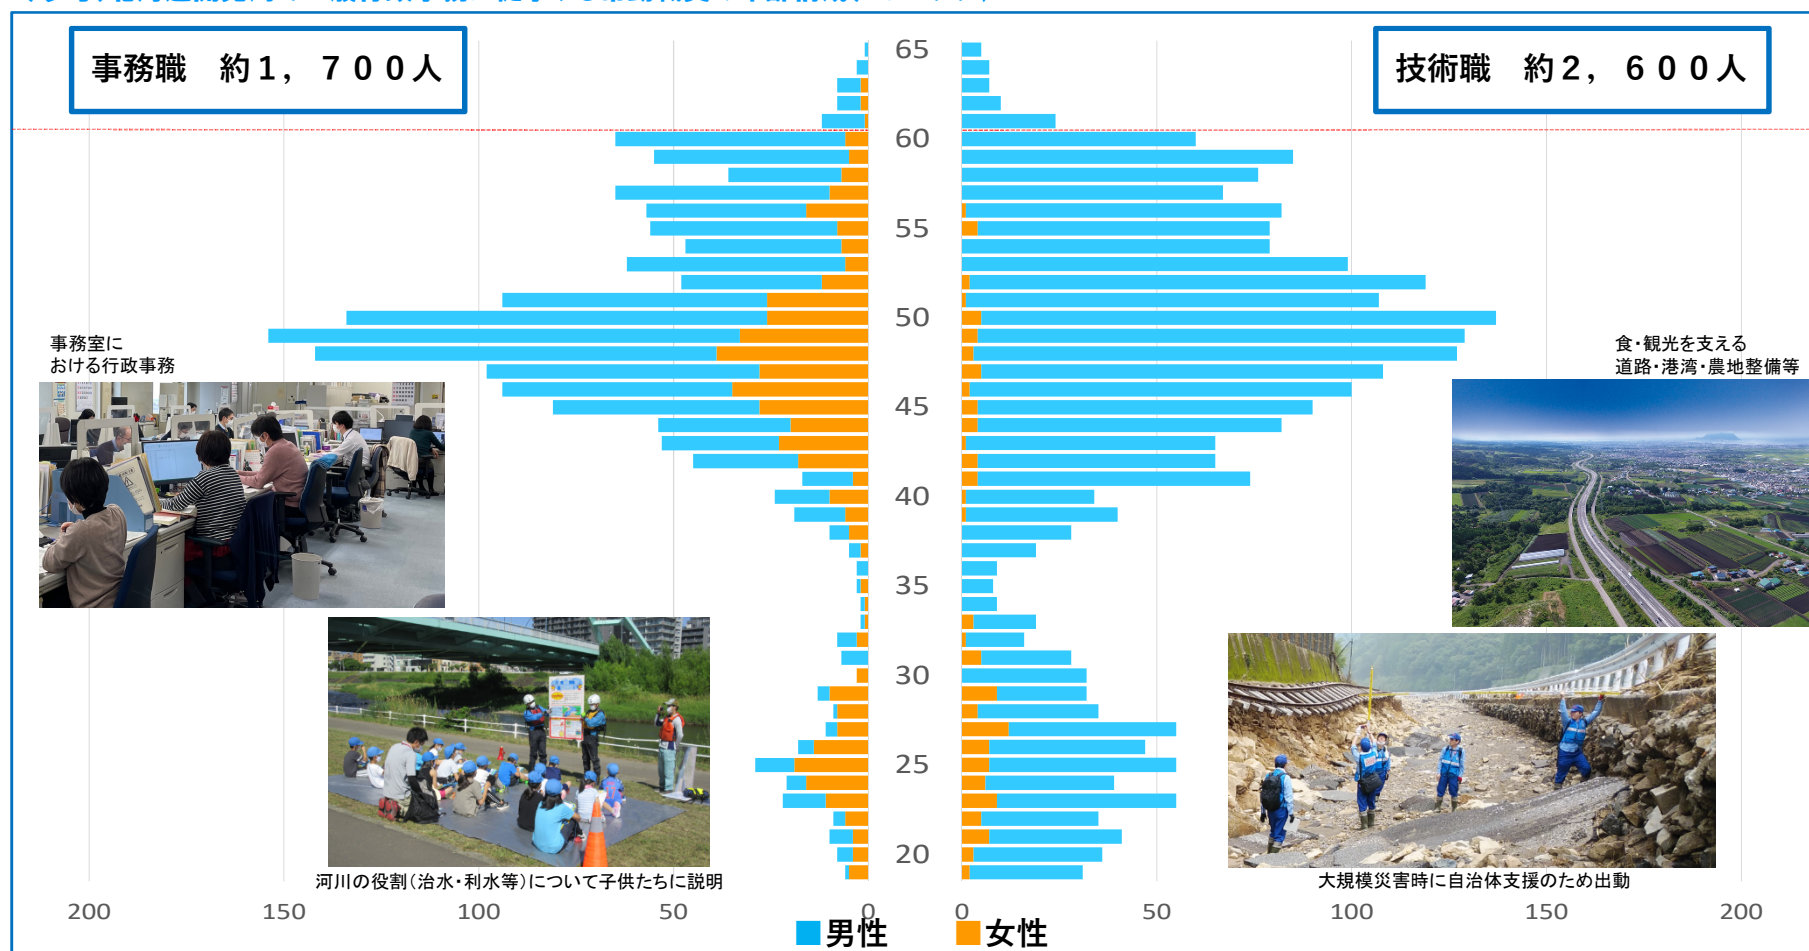 事務職　約１，７００人
技術職　約２，６００人
65
60
55
50
45
40
35
30
25
20
事務室に
おける行政事務
食・観光を支える
道路・港湾・農地整備等
河川の役割（治水・利水等）について子供たちに説明
大規模災害時に自治体支援のため出動
200 150 100 50 0
0 50 100 150 200
男性 女性